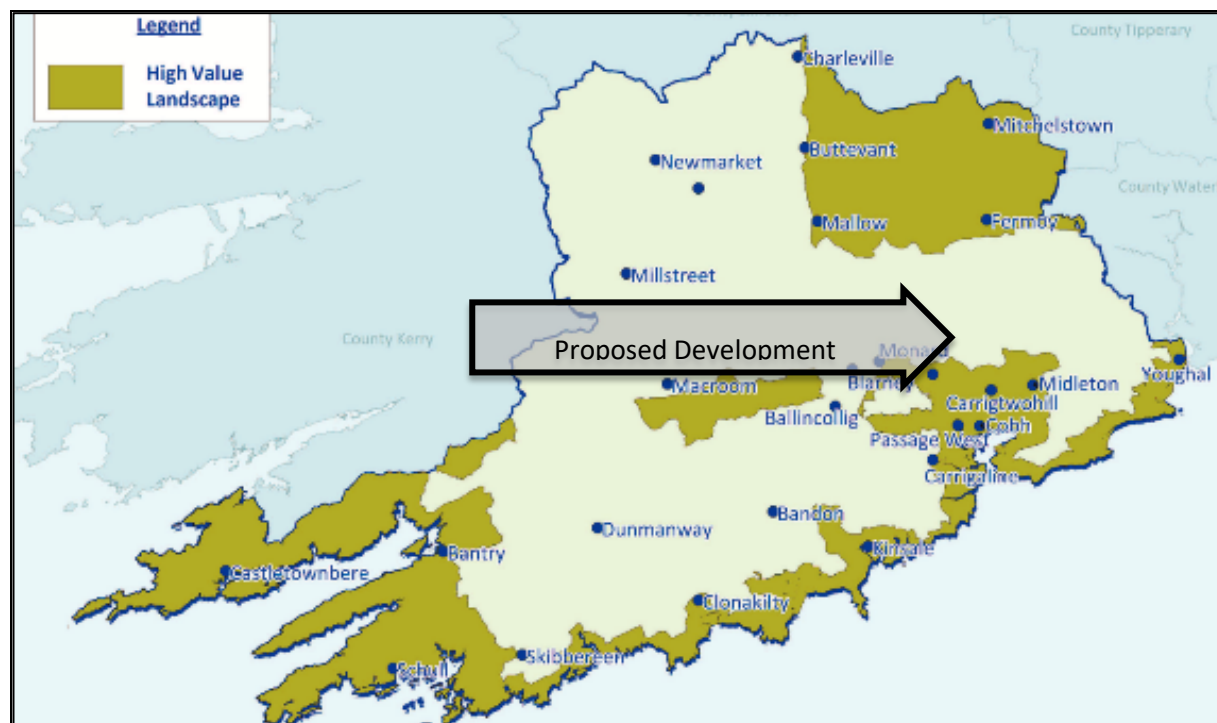 Legend
High Value
Landscape
County Tipperary
Charleville
Mitchelstown
Newmarket
Buttevant
County Water
Mallow
Fermoy
Millstreet
County Kerry
Proposed Development
Monard
Youghal
Macroom
Blarney
Midleton
Carrigtwohill
Ballincollig
Cobh
Passage West
Carrigaline
Bandon
Dunmanway
Kinsale
Bantry
Castletownbere
Clonakilty
Skibbereen
Schull